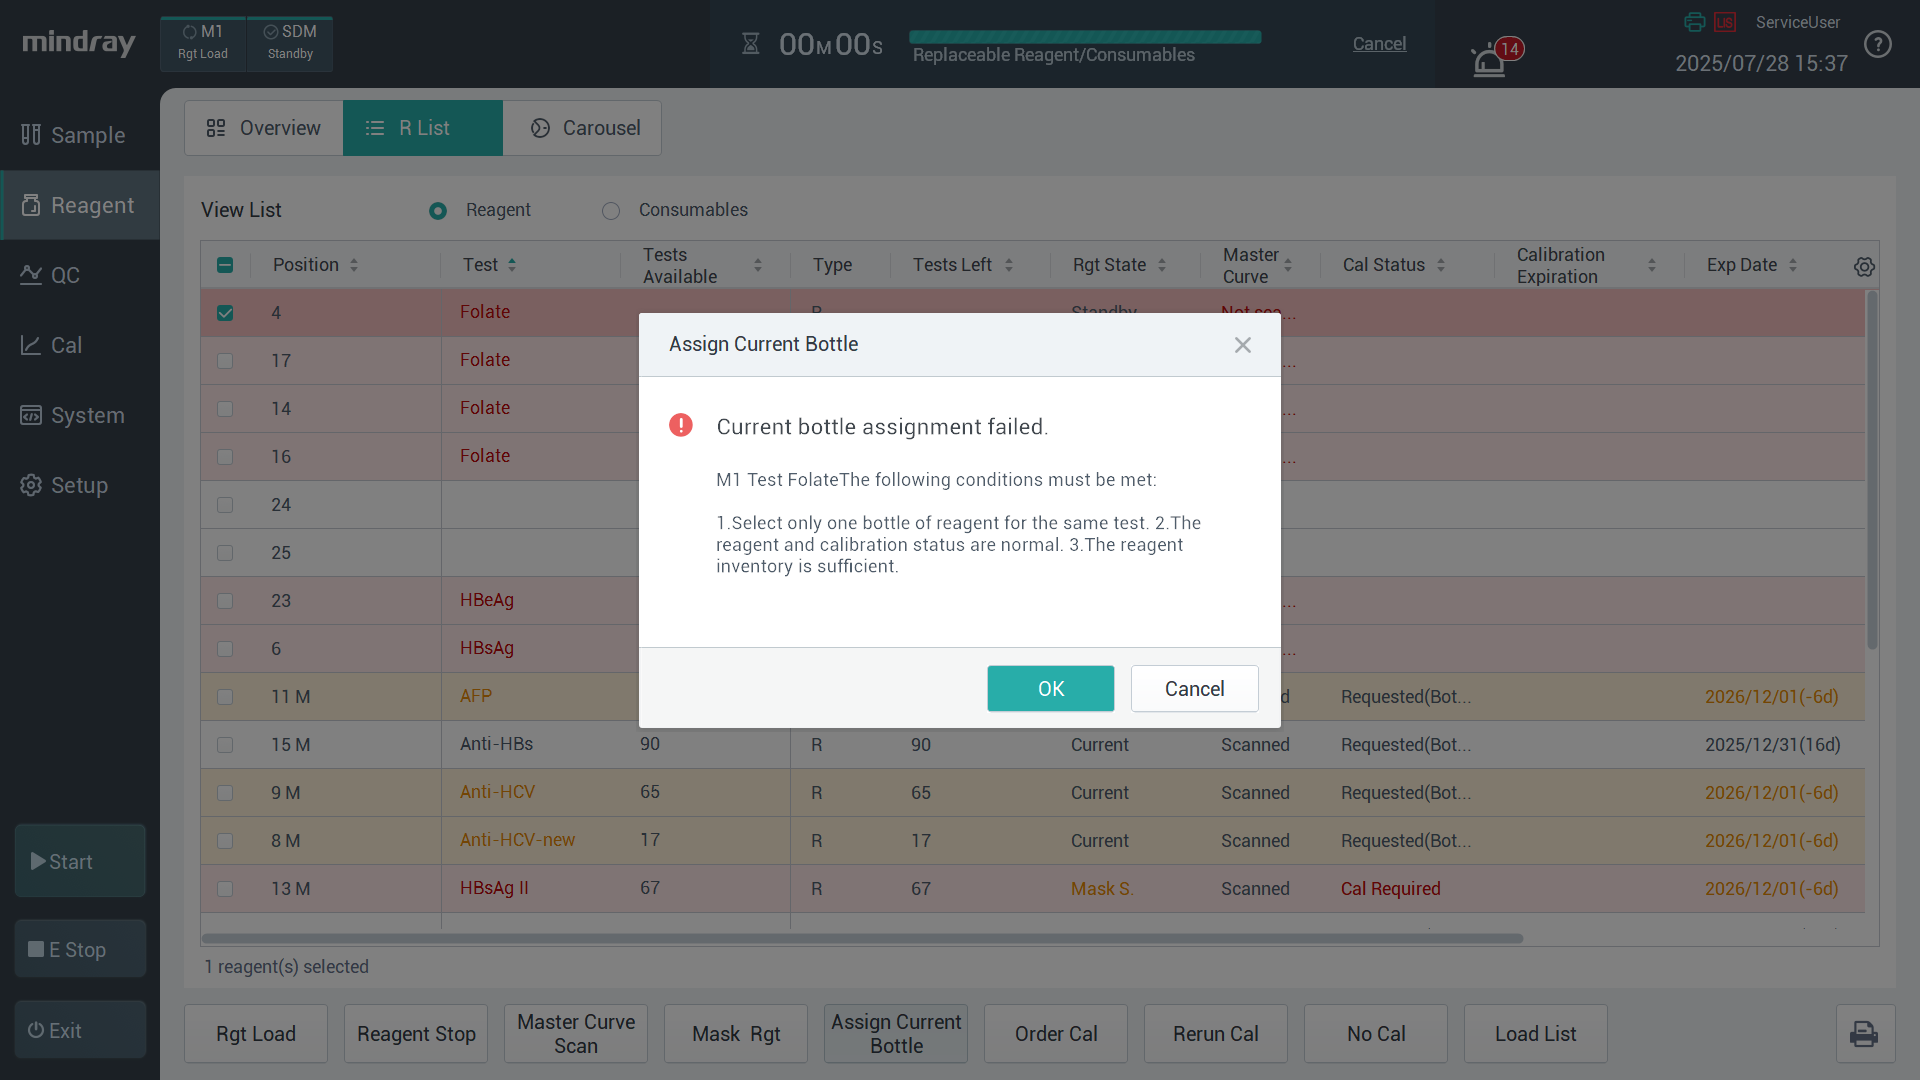 mindray
M1
Rgt Load
SDM
Standby
00M00S
Replaceable Reagent/Consumables
Cancel
14
LIS
ServiceUser
2025/07/28 15:37
?
Sample
Reagent
QC
Cal
System
Setup
Start
E Stop
Exit
Overview
R List
Carousel
View List
Reagent
Consumables
Position
Test
Tests Available
Type
Tests Left
Rgt State
Master Curve
Cal Status
Calibration Expiration
Exp Date
4 Folate R Standby Not sca...
17 Folate ...
14 Folate ...
16 Folate ...
24
25
23 HBeAg ...
6 HBsAg ...
11 M AFP Requested(Bot... 2026/12/01(-6d)
15 M Anti-HBs 90 R 90 Current Scanned Requested(Bot... 2025/12/31(16d)
9 M Anti-HCV 65 R 65 Current Scanned Requested(Bot... 2026/12/01(-6d)
8 M Anti-HCV-new 17 R 17 Current Scanned Requested(Bot... 2026/12/01(-6d)
13 M HBsAg II 67 R 67 Mask S. Scanned Cal Required 2026/12/01(-6d)
Assign Current Bottle
Current bottle assignment failed.
M1 Test FolateThe following conditions must be met:
1.Select only one bottle of reagent for the same test. 2.The
reagent and calibration status are normal. 3.The reagent
inventory is sufficient.
OK
Cancel
1 reagent(s) selected
Rgt Load
Reagent Stop
Master Curve
Scan
Mask Rgt
Assign Current
Bottle
Order Cal
Rerun Cal
No Cal
Load List